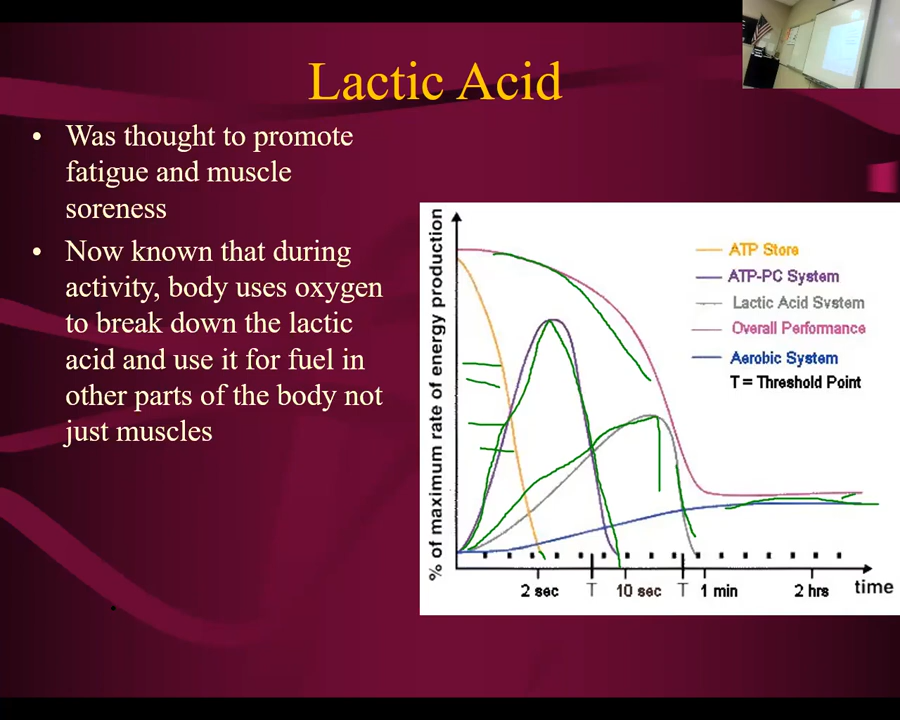 Lactic Acid
• Was thought to promote
fatigue and muscle
soreness
• Now known that during
activity, body uses oxygen
to break down the lactic
acid and use it for fuel in
other parts of the body not
just muscles
% of maximum rate of energy production
ATP Store
ATP-PC System
Lactic Acid System
Overall Performance
Aerobic System
T = Threshold Point
2 sec T 10 sec T 1 min 2 hrs time